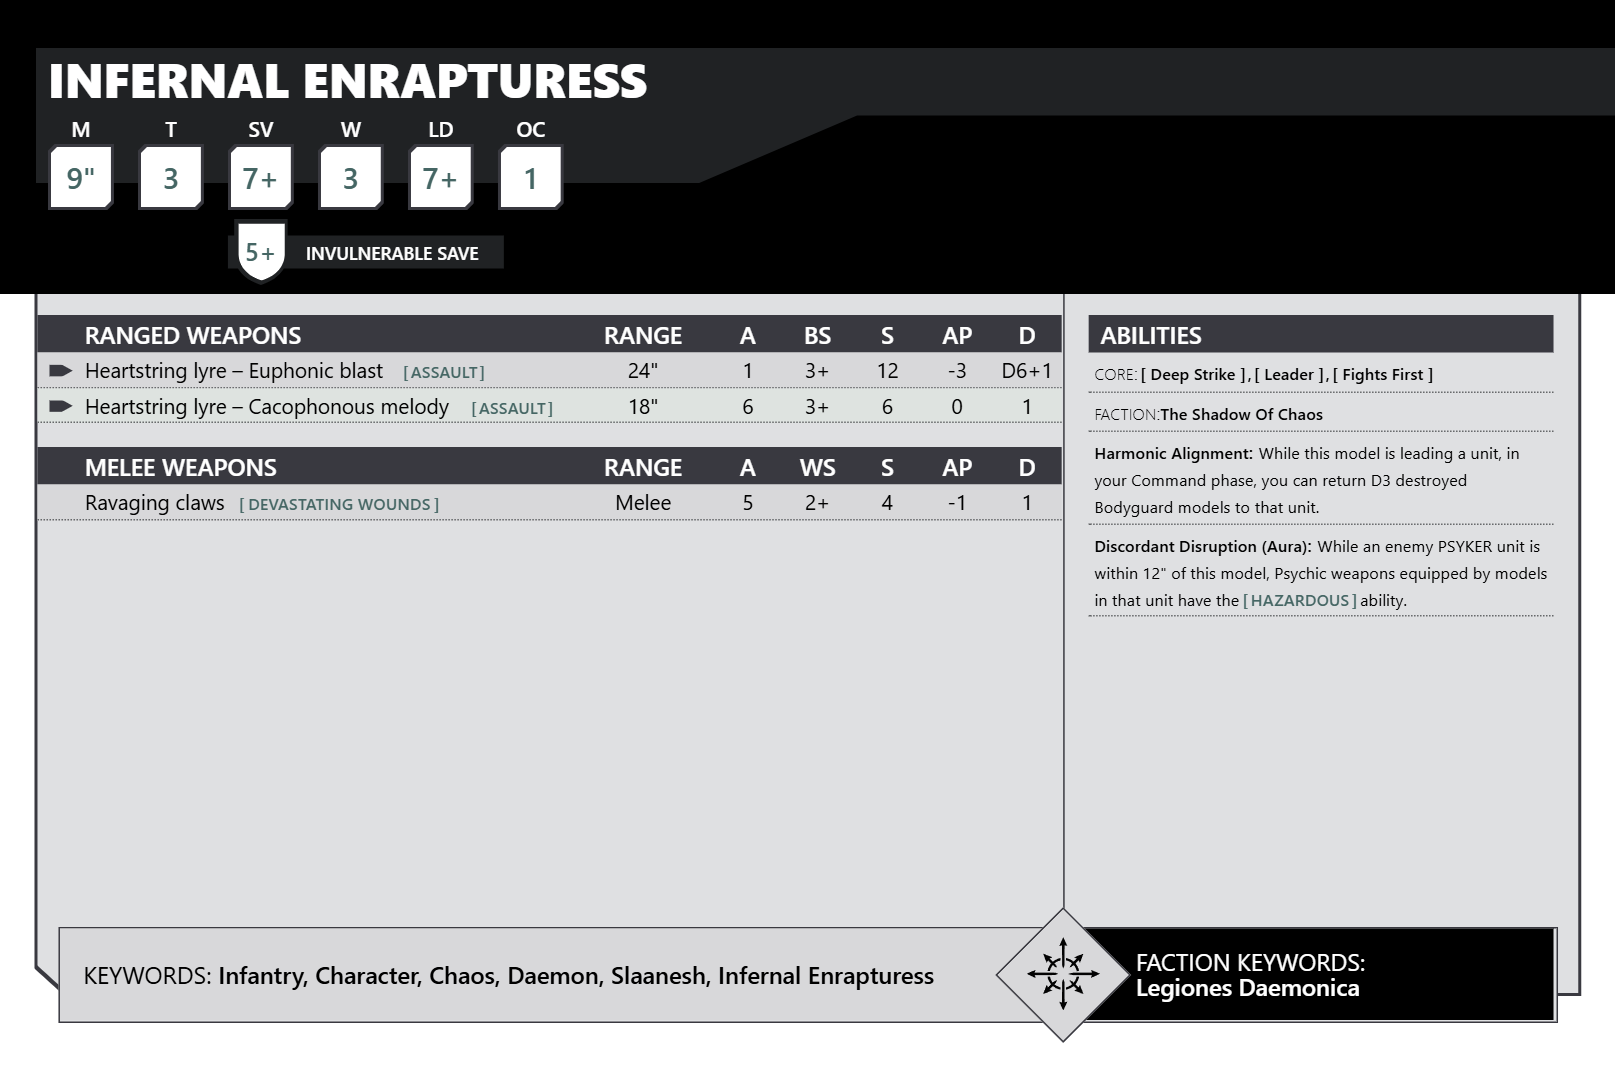 INFERNAL ENRAPTURESS
M T SV W LD OC
9" 3 7+ 3 7+ 1
5+ INVULNERABLE SAVE
RANGED WEAPONS RANGE A BS S AP D
Heartstring lyre – Euphonic blast [ASSAULT] 24" 1 3+ 12 -3 D6+1
Heartstring lyre – Cacophonous melody [ASSAULT] 18" 6 3+ 6 0 1
MELEE WEAPONS RANGE A WS S AP D
Ravaging claws [ DEVASTATING WOUNDS ] Melee 5 2+ 4 -1 1
ABILITIES
CORE: [ Deep Strike ], [ Leader ], [ Fights First ]
FACTION:The Shadow Of Chaos
Harmonic Alignment: While this model is leading a unit, in
your Command phase, you can return D3 destroyed
Bodyguard models to that unit.
Discordant Disruption (Aura): While an enemy PSYKER unit is
within 12" of this model, Psychic weapons equipped by models
in that unit have the [ HAZARDOUS ] ability.
KEYWORDS: Infantry, Character, Chaos, Daemon, Slaanesh, Infernal Enrapturess
FACTION KEYWORDS:
Legiones Daemonica